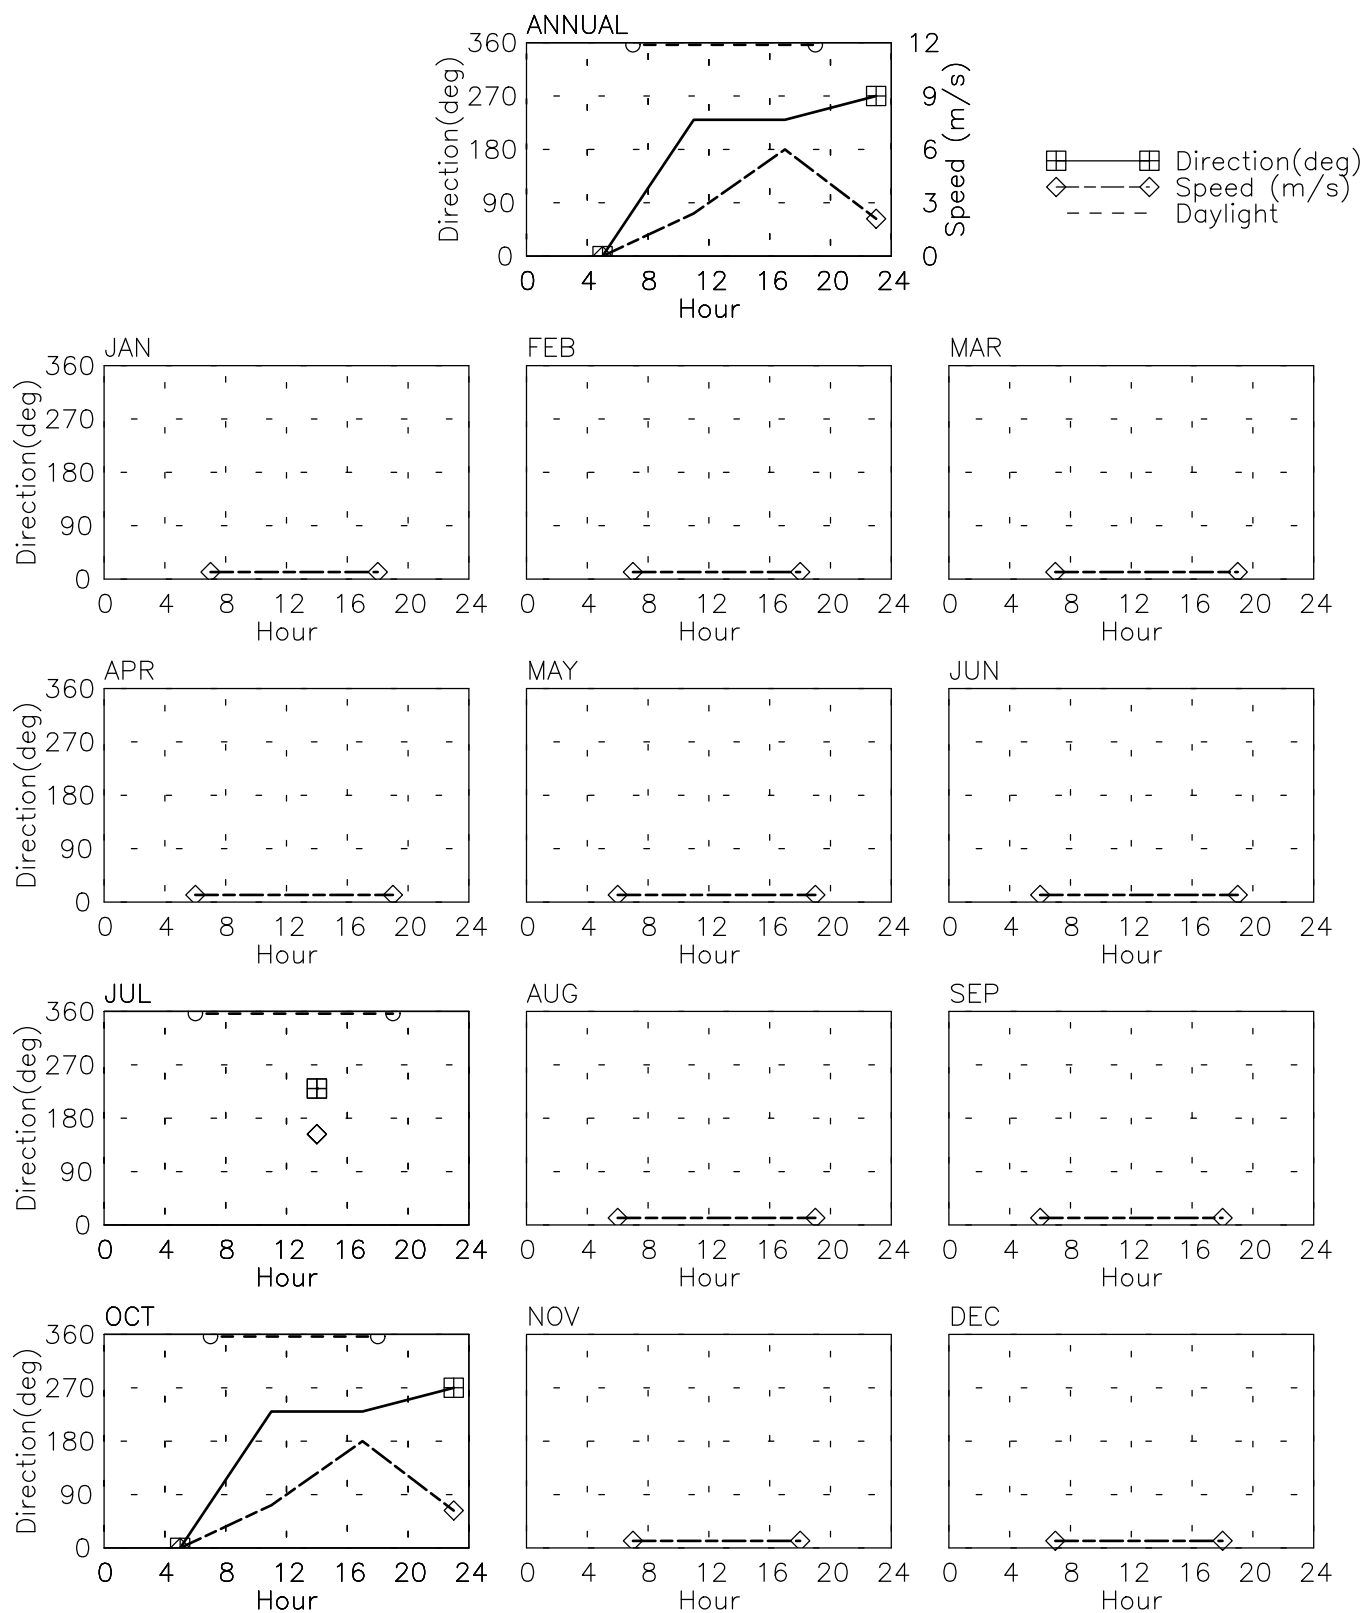 ANNUAL
360 12
270 9
180 6
90 3
0 0
Direction(deg)
Speed (m/s)
0 4 8 12 16 20 24
Hour
Direction(deg)
Speed (m/s)
Daylight
JAN FEB MAR
360
270
180
90
0
Direction(deg)
0 4 8 12 16 20 24 0 4 8 12 16 20 24 0 4 8 12 16 20 24
Hour Hour Hour
APR MAY JUN
360
270
180
90
0
Direction(deg)
0 4 8 12 16 20 24 0 4 8 12 16 20 24 0 4 8 12 16 20 24
Hour Hour Hour
JUL AUG SEP
360
270
180
90
0
Direction(deg)
0 4 8 12 16 20 24 0 4 8 12 16 20 24 0 4 8 12 16 20 24
Hour Hour Hour
OCT NOV DEC
360
270
180
90
0
Direction(deg)
0 4 8 12 16 20 24 0 4 8 12 16 20 24 0 4 8 12 16 20 24
Hour Hour Hour